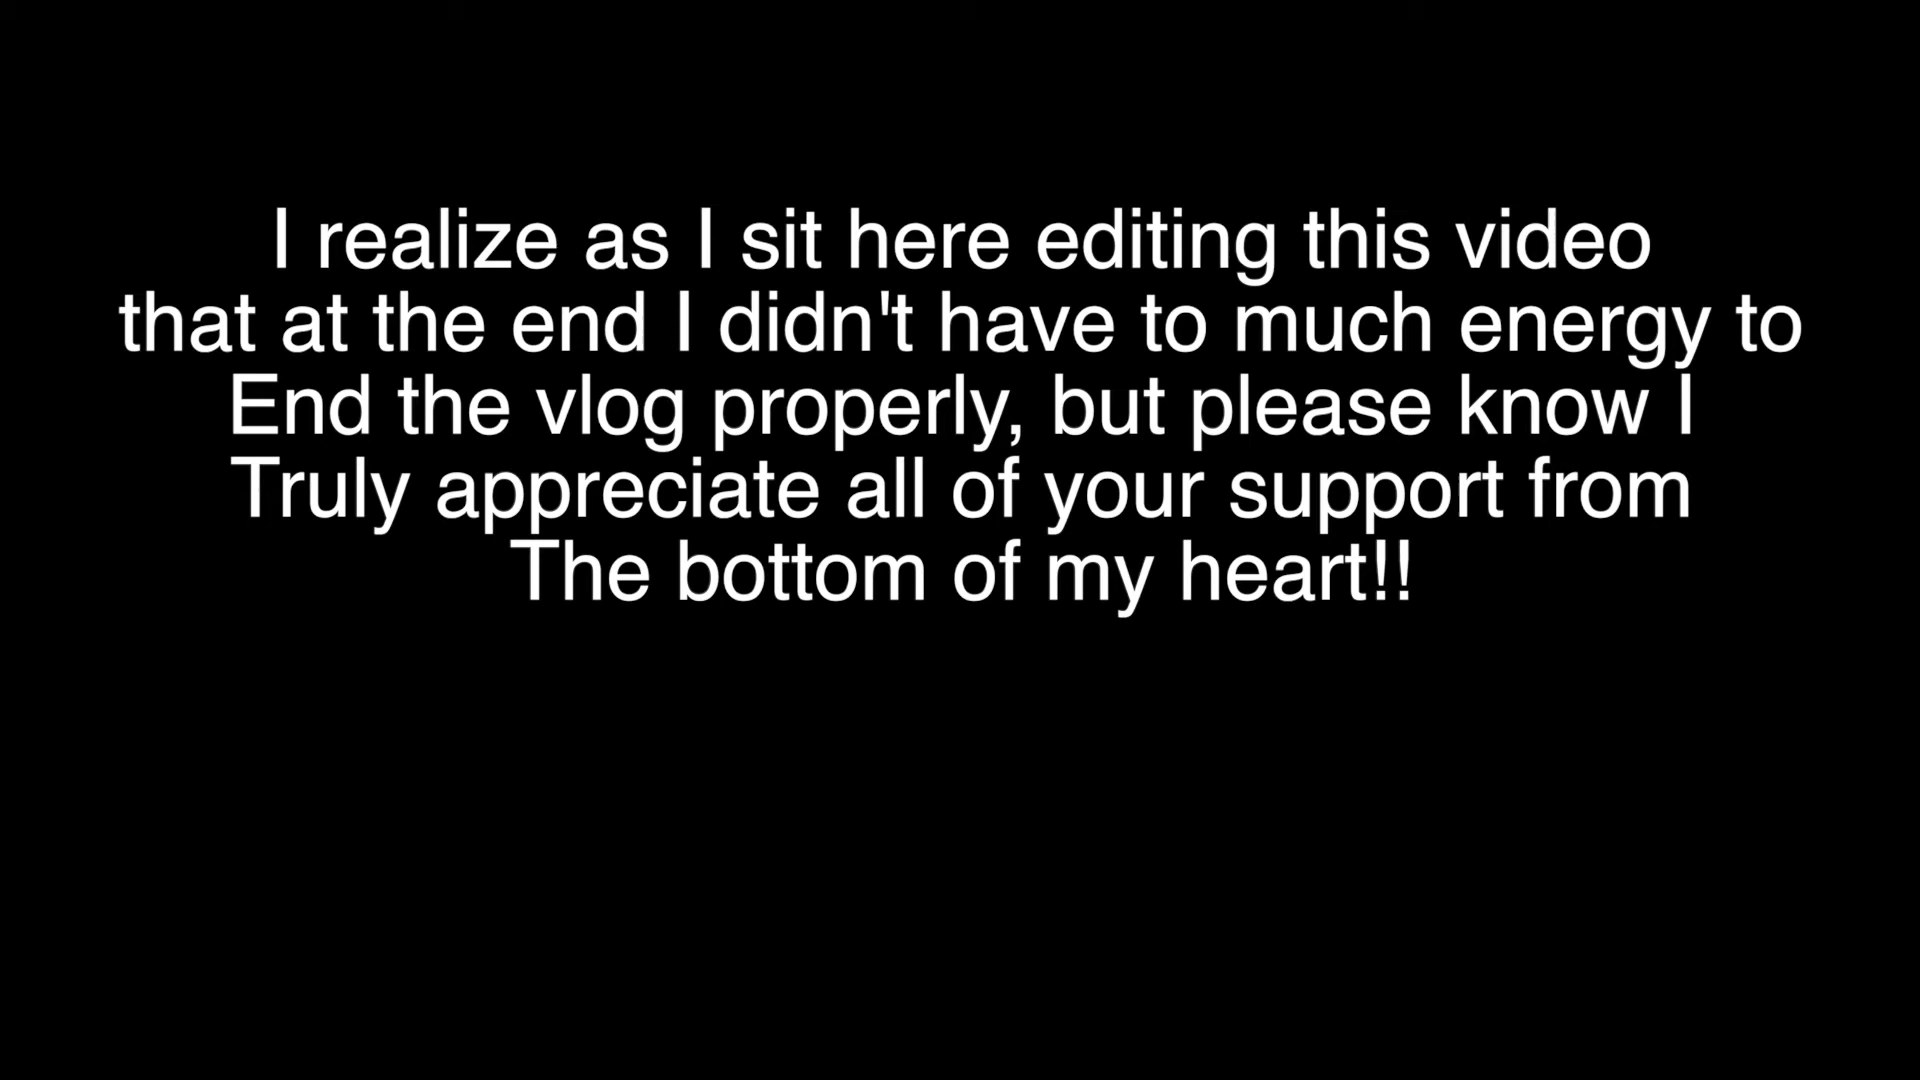 I realize as I sit here editing this video
that at the end I didn't have to much energy to
End the vlog properly, but please know I
Truly appreciate all of your support from
The bottom of my heart!!